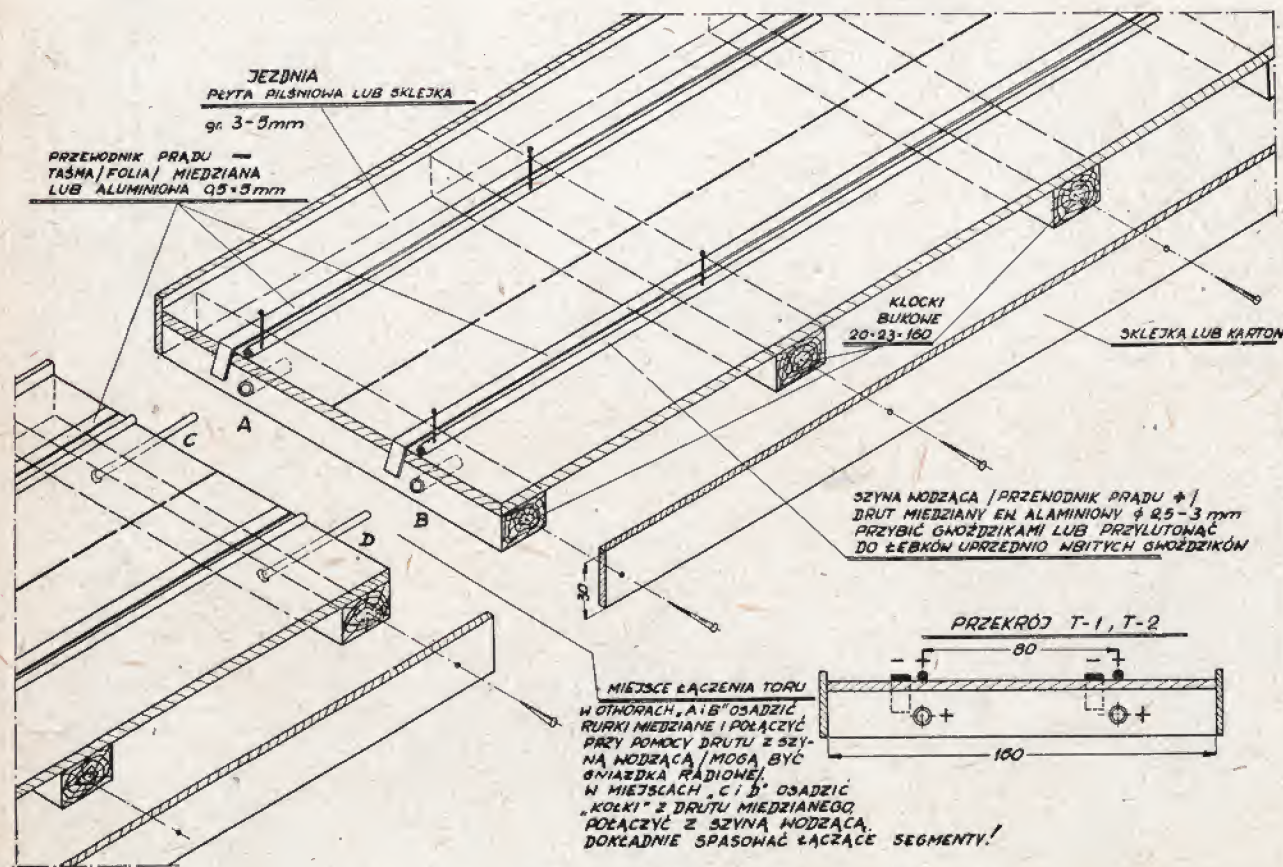 JEZDNIA
PŁYTA PILŚNIOWA LUB SKLEJKA
gr. 3-5mm
PRZEWODNIK PRĄDU —
TAŚMA/FOLIA/ MIEDZIANA
LUB ALUMINIOWA 0,5×5mm
KLOCKI
BUKOWE
20×23×160
SKLEJKA LUB KARTON
A
B
C
D
30
SZYNA WODZĄCA /PRZEWODNIK PRĄDU +/
DRUT MIEDZIANY EW. ALAMINIOWY ϕ 2,5-3 mm
PRZYBIĆ GWOŹDZIKAMI LUB PRZYLUTOWAĆ
DO ŁEBKÓW UPRZEDNIO WBITYCH GWOŹDZIKÓW
PRZEKRÓJ T-1, T-2
80
- + - +
+ +
160
MIEJSCE ŁĄCZENIA TORU
W OTWORACH „A i B" OSADZIĆ
RURKI MIEDZIANE I POŁĄCZYĆ
PRZY POMOCY DRUTU Z SZY-
NĄ WODZĄCĄ /MOGĄ BYĆ
GNIAZDKA RADIOWE/.
W MIEJSCACH „C i D" OSADZIĆ
„KOŁKI" Z DRUTU MIEDZIANEGO,
POŁĄCZYĆ Z SZYNĄ WODZĄCĄ.
DOKŁADNIE SPASOWAĆ ŁĄCZĄCE SEGMENTY!